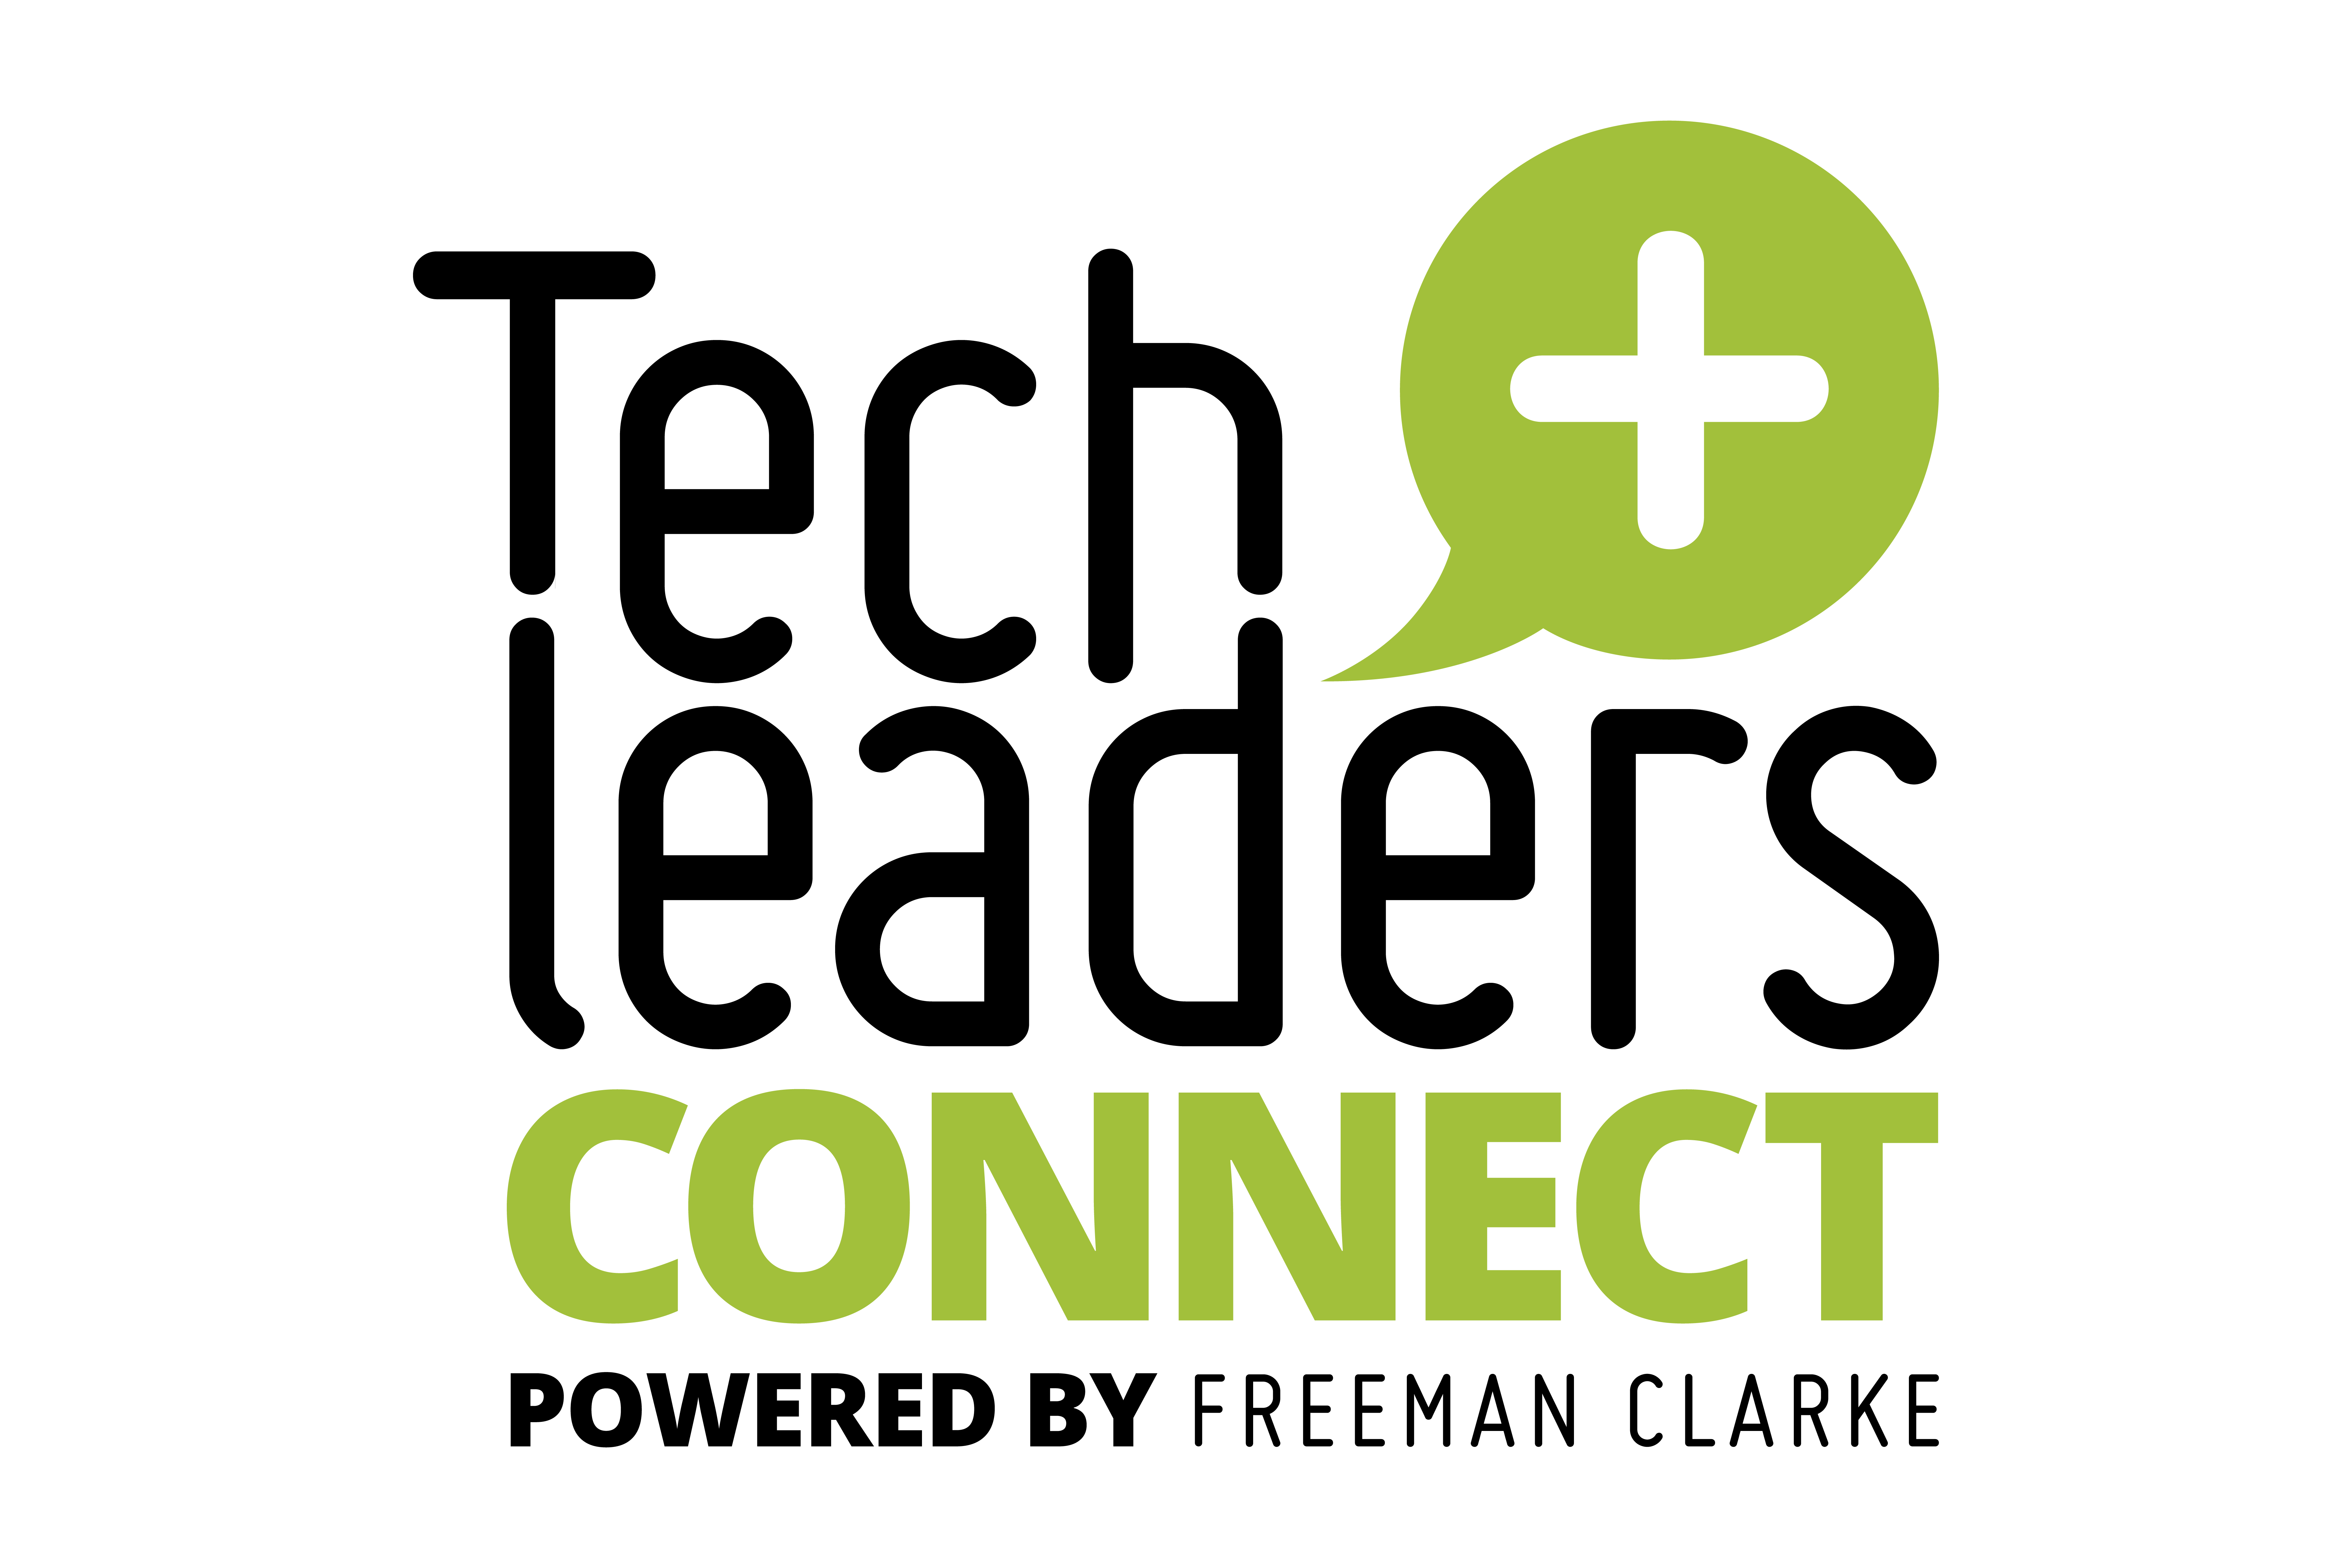 Tech
leaders
CONNECT
POWERED BY FREEMAN CLARKE